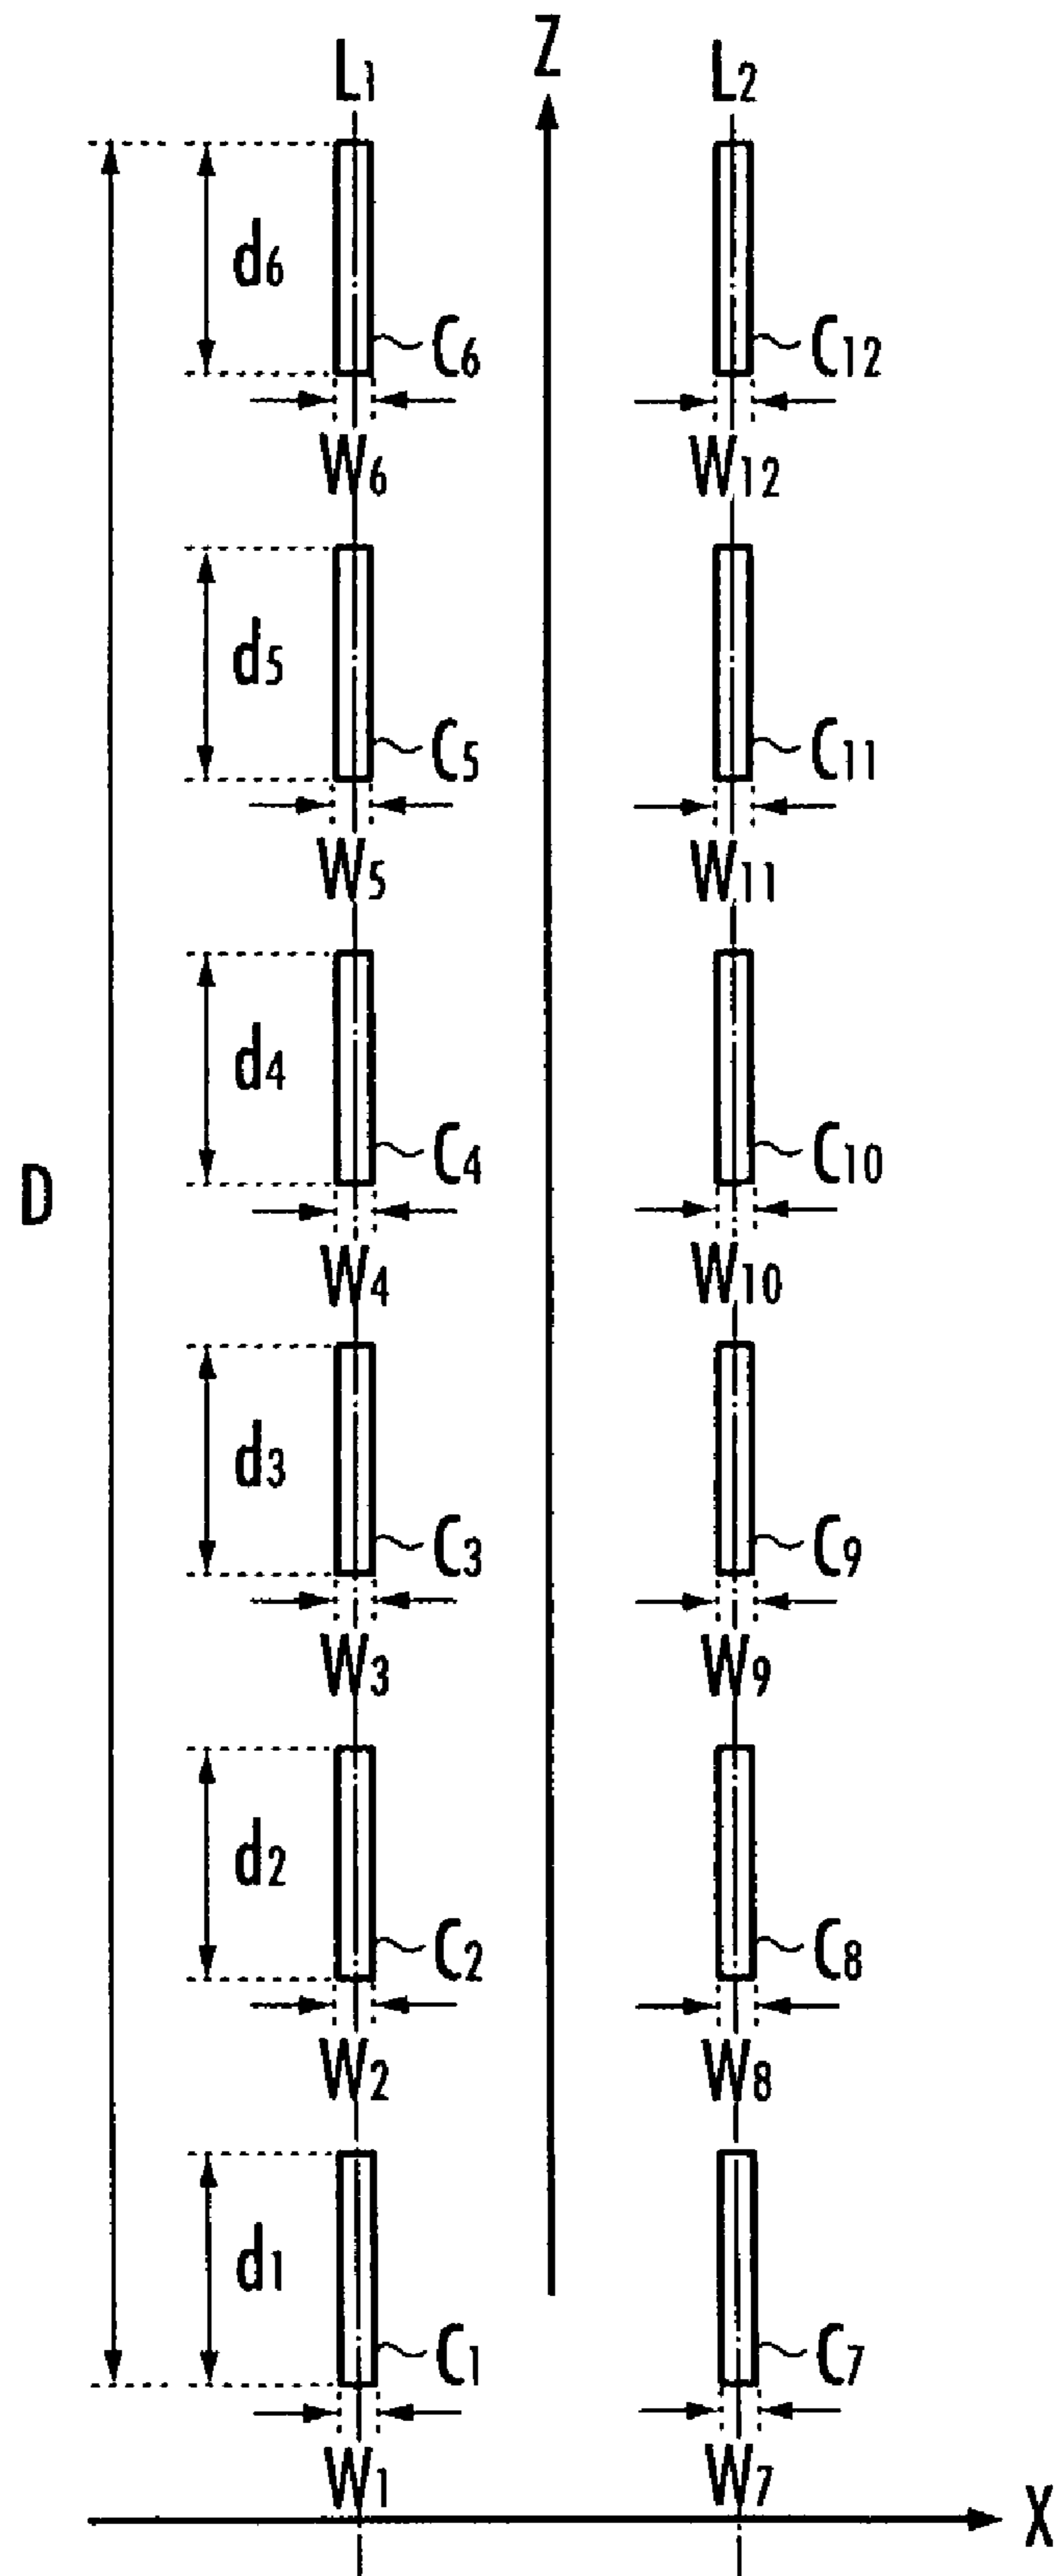 L1 Z L2
d6
C6 C12
W6 W12
d5
C5 C11
W5 W11
d4
C4 C10
D
W4 W10
d3
C3 C9
W3 W9
d2
C2 C8
W2 W8
d1
C1 C7
W1 W7
X